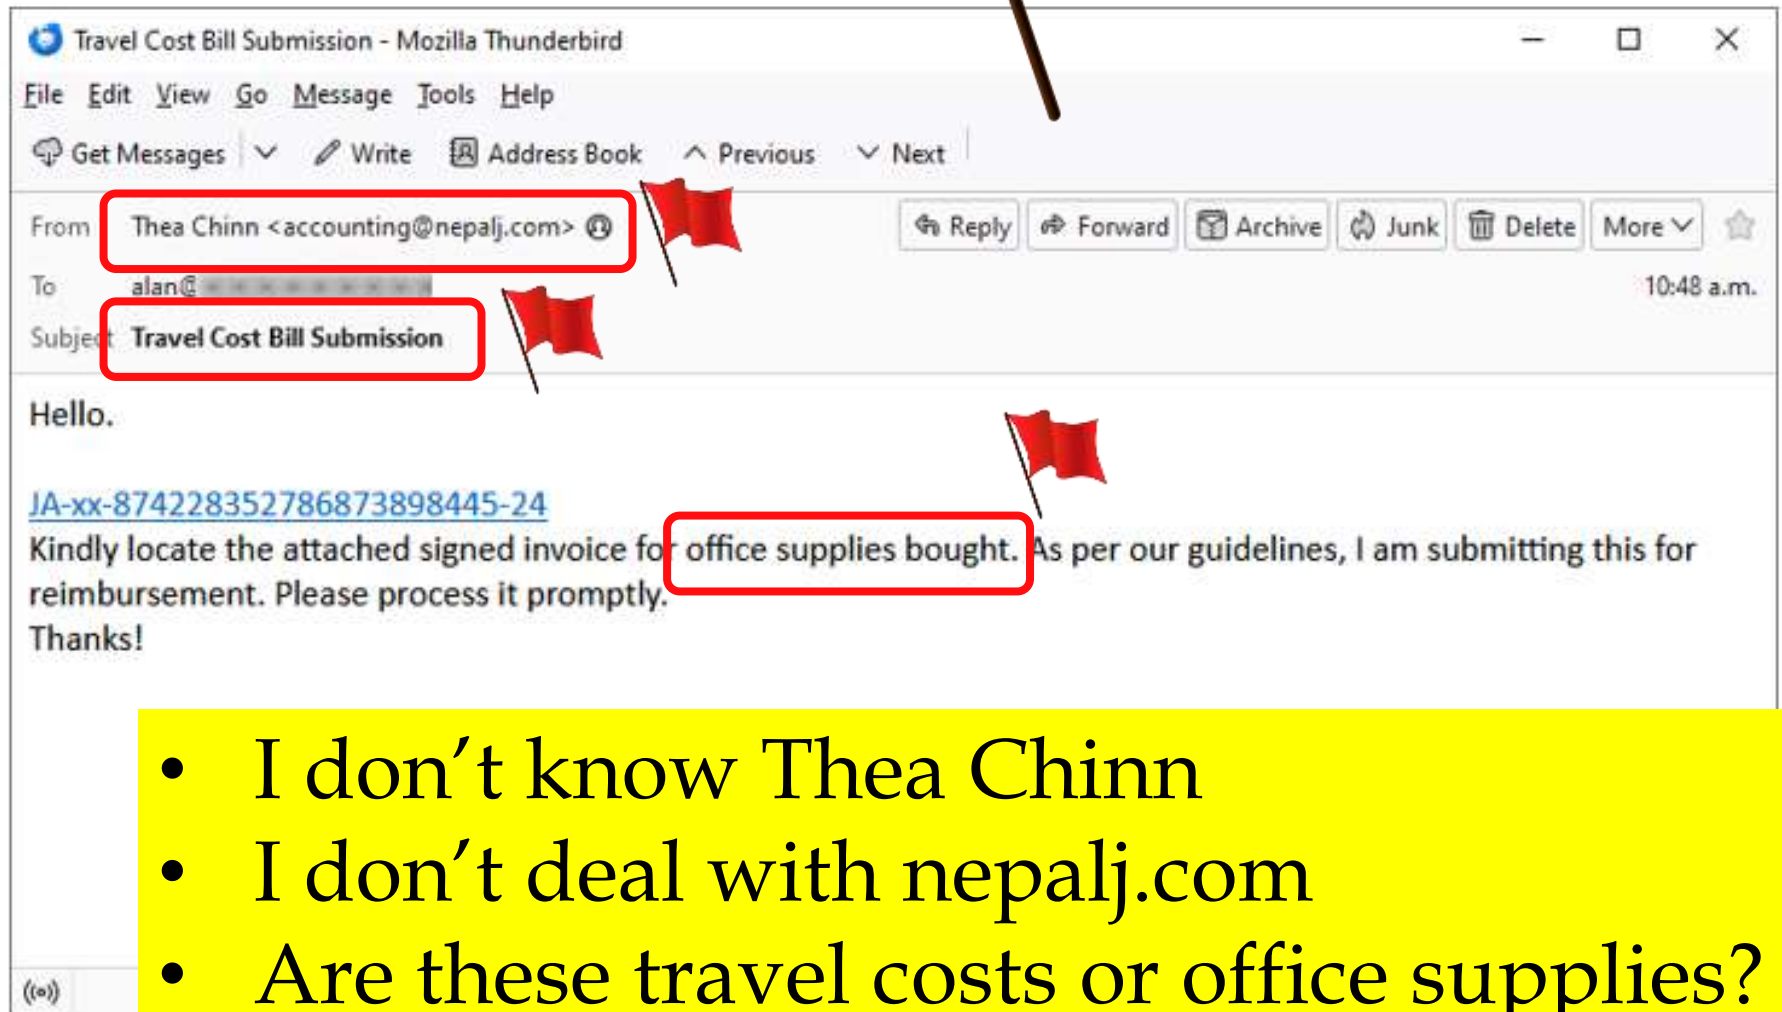 Travel Cost Bill Submission - Mozilla Thunderbird
File Edit View Go Message Tools Help
Get Messages Write Address Book Previous Next
From Thea Chinn <accounting@nepalj.com> Reply Forward Archive Junk Delete More
To alan@ 10:48 a.m.
Subject Travel Cost Bill Submission
Hello.
JA-xx-874228352786873898445-24
Kindly locate the attached signed invoice for office supplies bought. As per our guidelines, I am submitting this for
reimbursement. Please process it promptly.
Thanks!
• I don’t know Thea Chinn
• I don’t deal with nepalj.com
• Are these travel costs or office supplies?